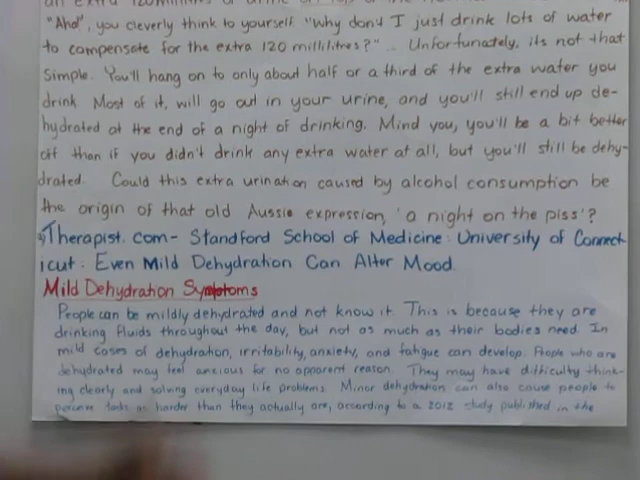 an extra 120 millilitres of urine
"Aha!", you cleverly think to yourself "Why don't I just drink lots of water
to compensate for the extra 120 millilitres?".. Unfortunately, its not that
simple. You'll hang on to only about half or a third of the extra water you
drink Most of it, will go out in your urine, and you'll still end up de-
hydrated at the end of a night of drinking. Mind you, you'll be a bit better
off than if you didn't drink any extra water at all, but you'll still be dehy-
drated. Could this extra urination caused by alcohol consumption be
the origin of that old Aussie expression, 'a night on the piss'?
Therapist.com- Standford School of Medicine: University of Connect-
icut: Even Mild Dehydration Can Alter Mood.
Mild Dehydration Symptoms
People can be mildly dehydrated and not know it. This is because they are
drinking fluids throughout the day, but not as much as their bodies need. In
mild cases of dehydration, irritability, anxiety, and fatigue can develop. People who are
dehydrated may feel anxious for no apparent reason. They may have difficulty think-
ing clearly and solving everyday life problems. Minor dehydration can also cause people to
perceive tasks as harder than they actually are, according to a 2012 study published in the